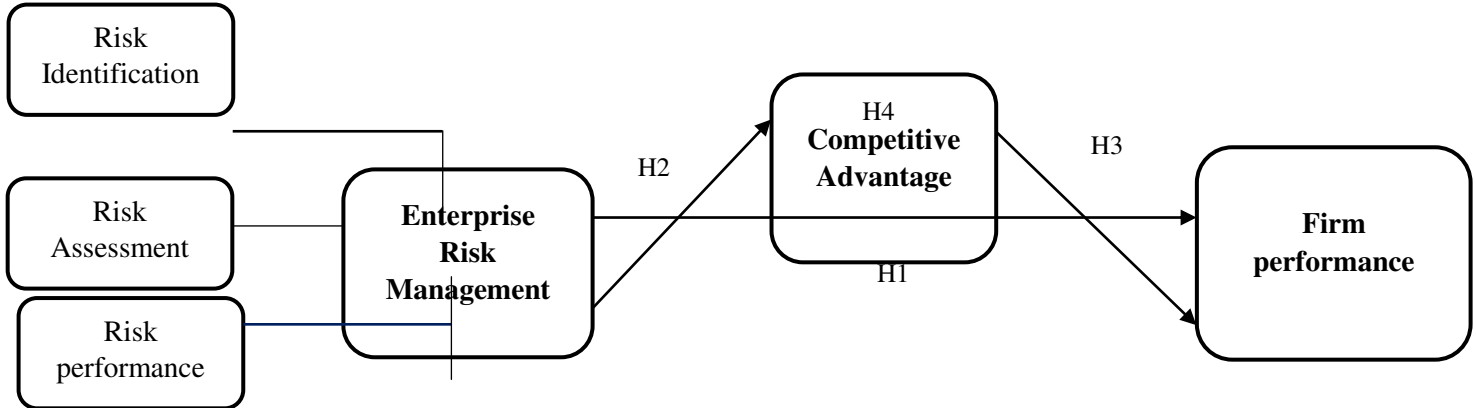 Risk
Identification
Risk
Assessment
Risk
performance
Enterprise
Risk
Management
H2
H4
Competitive
Advantage
H1
H3
Firm
performance